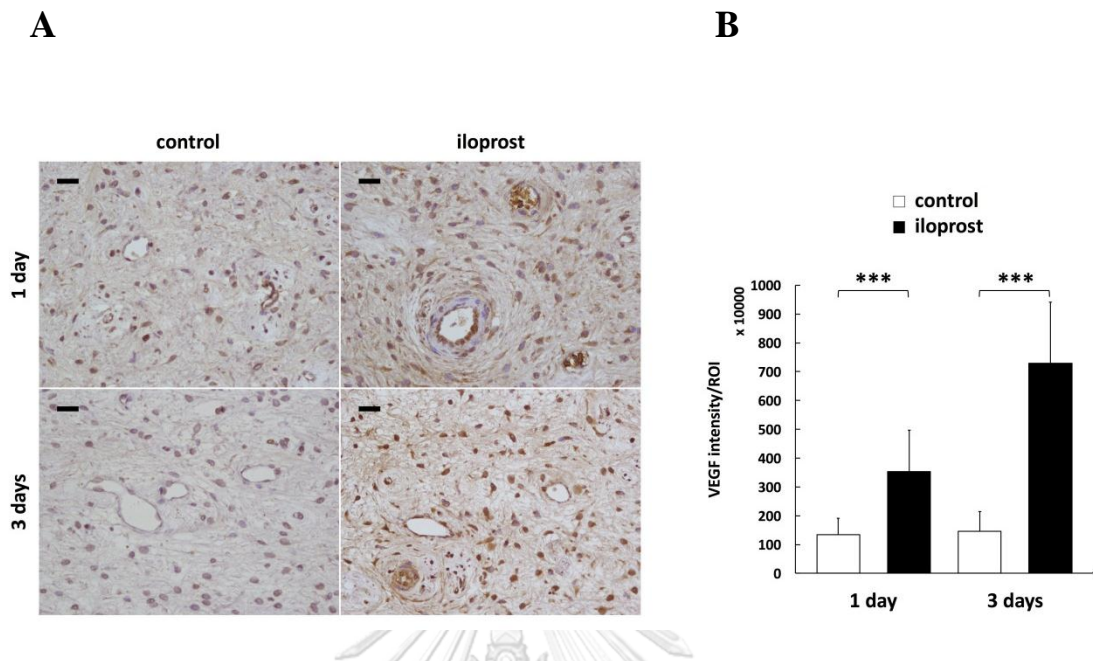 A
B
control
iloprost
1 day
3 days
control
iloprost
***
***
x 10000
VEGF intensity/ROI
1000
900
800
700
600
500
400
300
200
100
0
1 day
3 days